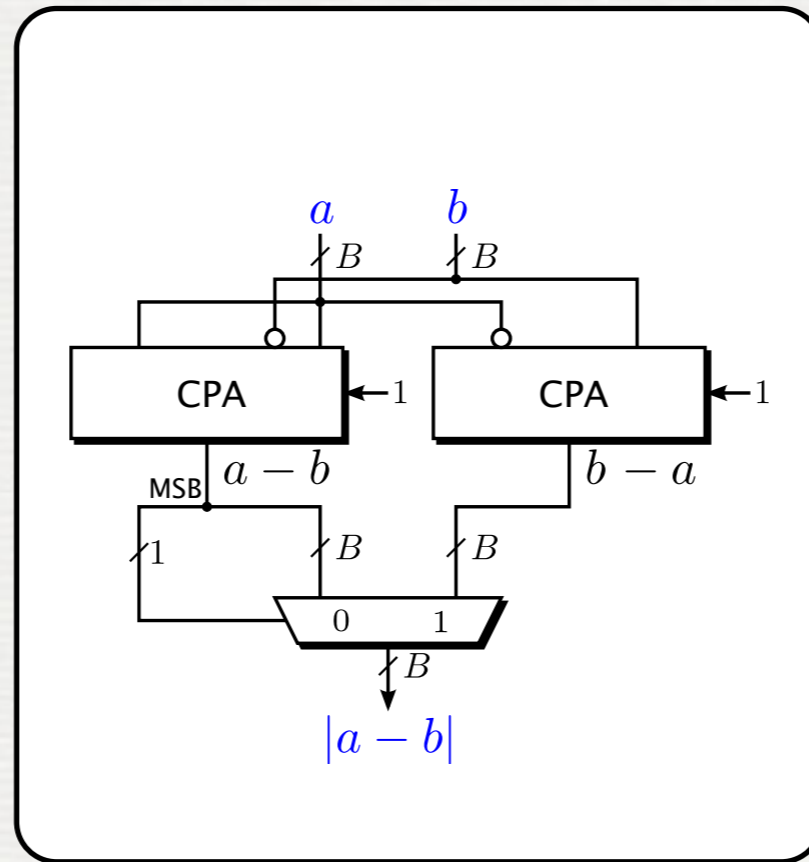 a b
B B
CPA 1 CPA 1
MSB a − b b − a
1 B B
0 1
B
|a − b|